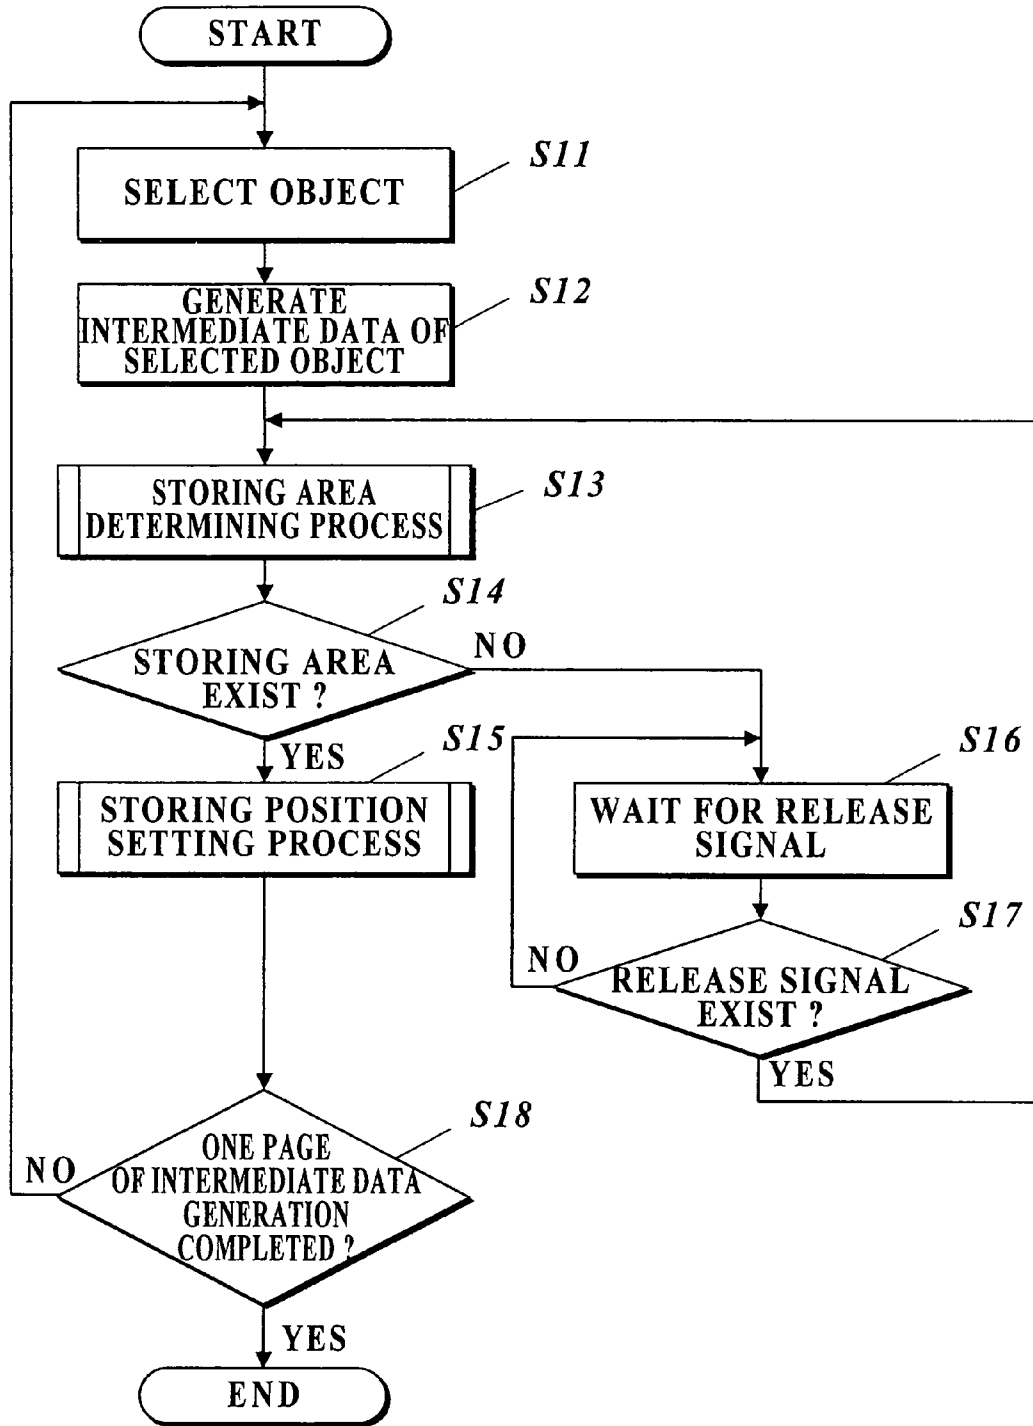 START
S11
SELECT OBJECT
S12
GENERATE
INTERMEDIATE DATA OF
SELECTED OBJECT
S13
STORING AREA
DETERMINING PROCESS
S14
NO
STORING AREA
EXIST ?
YES
S15
STORING POSITION
SETTING PROCESS
S16
WAIT FOR RELEASE
SIGNAL
S17
NO
RELEASE SIGNAL
EXIST ?
YES
S18
NO
ONE PAGE
OF INTERMEDIATE DATA
GENERATION
COMPLETED ?
YES
END